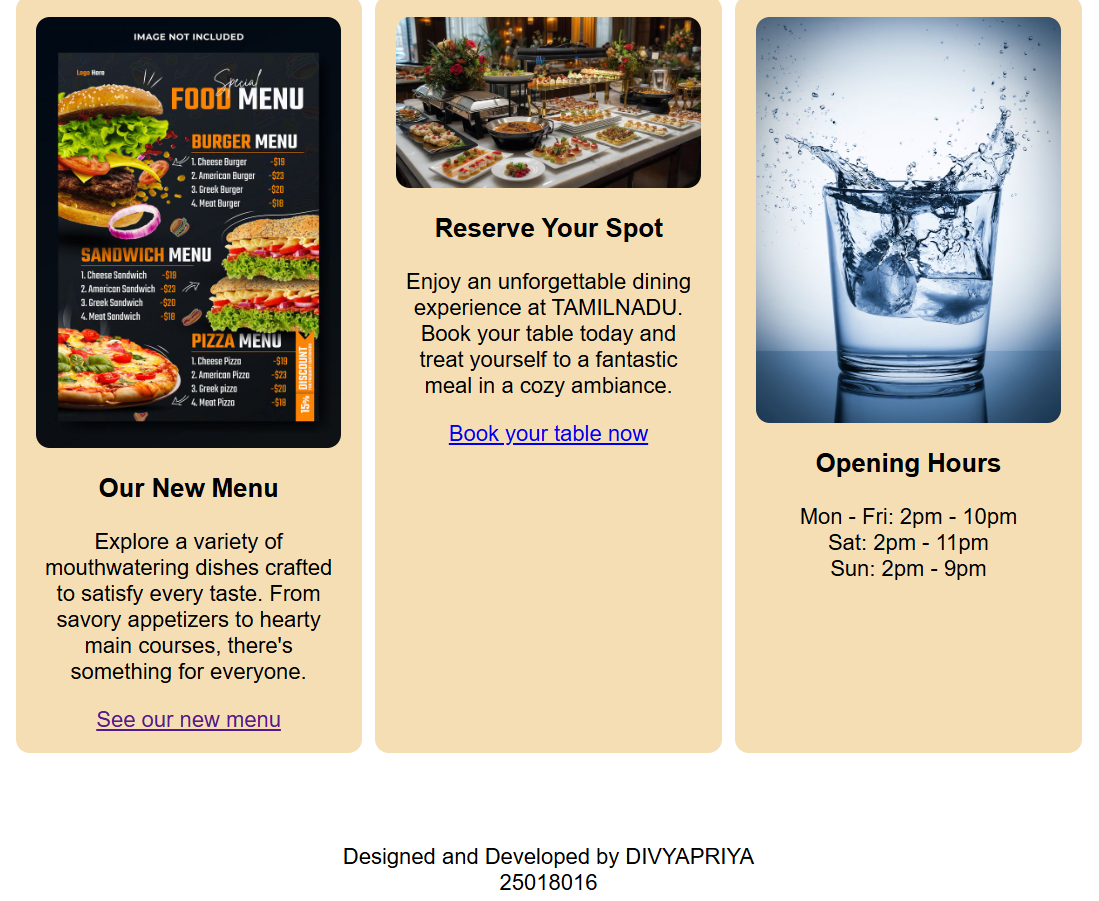 IMAGE NOT INCLUDED
Logo Here
Special
FOOD MENU
BURGER MENU
1. Cheese Burger -$19
2. American Burger -$23
3. Greek Burger -$20
4. Meat Burger -$18
SANDWICH MENU
1. Cheese Sandwich -$19
2. American Sandwich -$23
3. Greek Sandwich -$20
4. Meat Sandwich -$18
PIZZA MENU
1. Cheese Pizza -$19
2. American Pizza -$23
3. Greek pizza -$20
4. Meat Pizza -$18
15% DISCOUNT
Our New Menu
Explore a variety of
mouthwatering dishes crafted
to satisfy every taste. From
savory appetizers to hearty
main courses, there's
something for everyone.
See our new menu
Reserve Your Spot
Enjoy an unforgettable dining
experience at TAMILNADU.
Book your table today and
treat yourself to a fantastic
meal in a cozy ambiance.
Book your table now
Opening Hours
Mon - Fri: 2pm - 10pm
Sat: 2pm - 11pm
Sun: 2pm - 9pm
Designed and Developed by DIVYAPRIYA
25018016